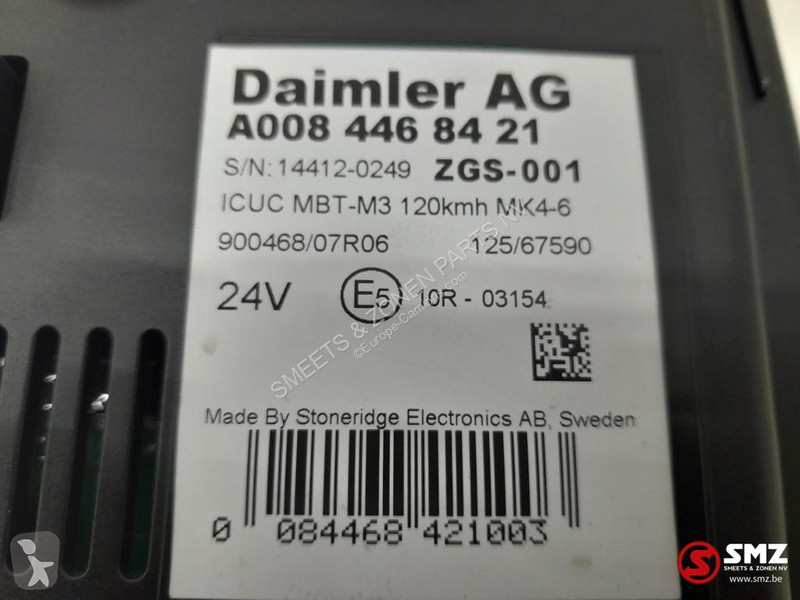 Daimler AG
A008 446 84 21
S/N: 14412-0249 ZGS-001
ICUC MBT-M3 120kmh MK4-6
900468/07R06 125/67590
24V E5 10R - 03154
SMEETS & ZONEN PARTS NV
©Europe-Camions
Made By Stoneridge Electronics AB, Sweden
0 084468 421003
SMZ
SMEETS & ZONEN NV
www.smz.be